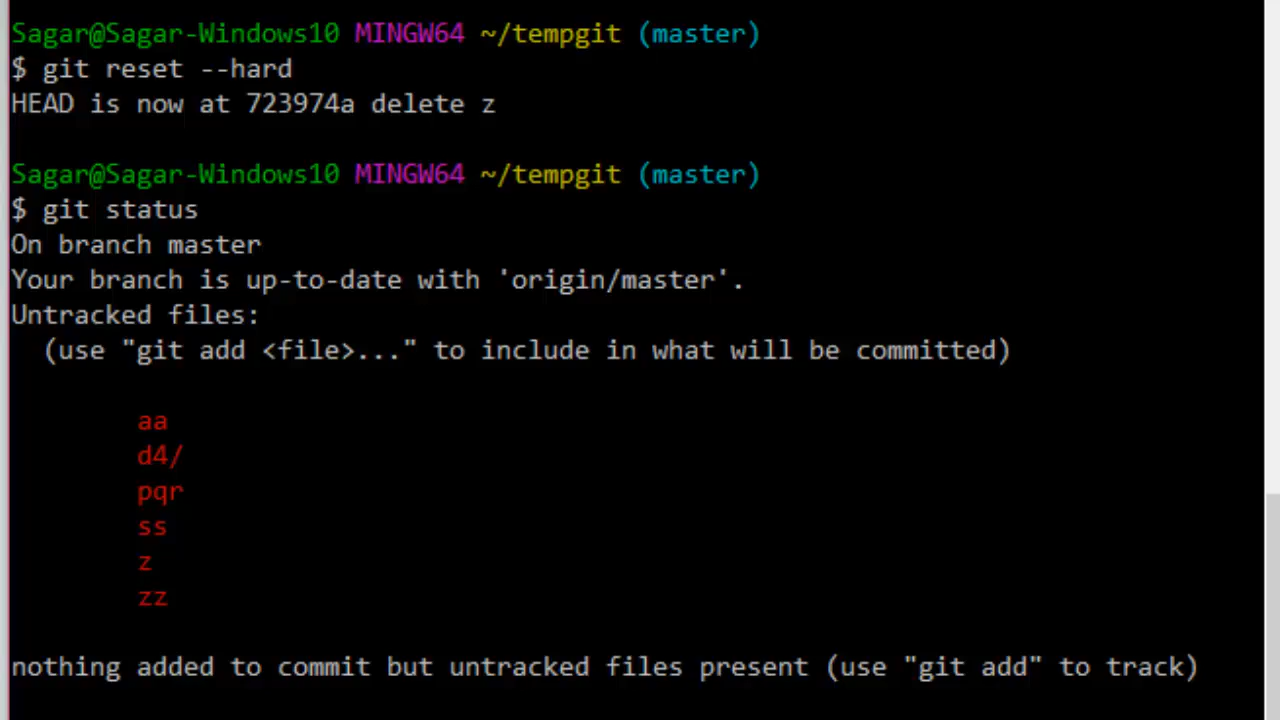 Sagar@Sagar-Windows10 MINGW64 ~/tempgit (master)
$ git reset --hard
HEAD is now at 723974a delete z
Sagar@Sagar-Windows10 MINGW64 ~/tempgit (master)
$ git status
On branch master
Your branch is up-to-date with 'origin/master'.
Untracked files:
  (use "git add <file>..." to include in what will be committed)
        aa
        d4/
        pqr
        ss
        z
        zz
nothing added to commit but untracked files present (use "git add" to track)